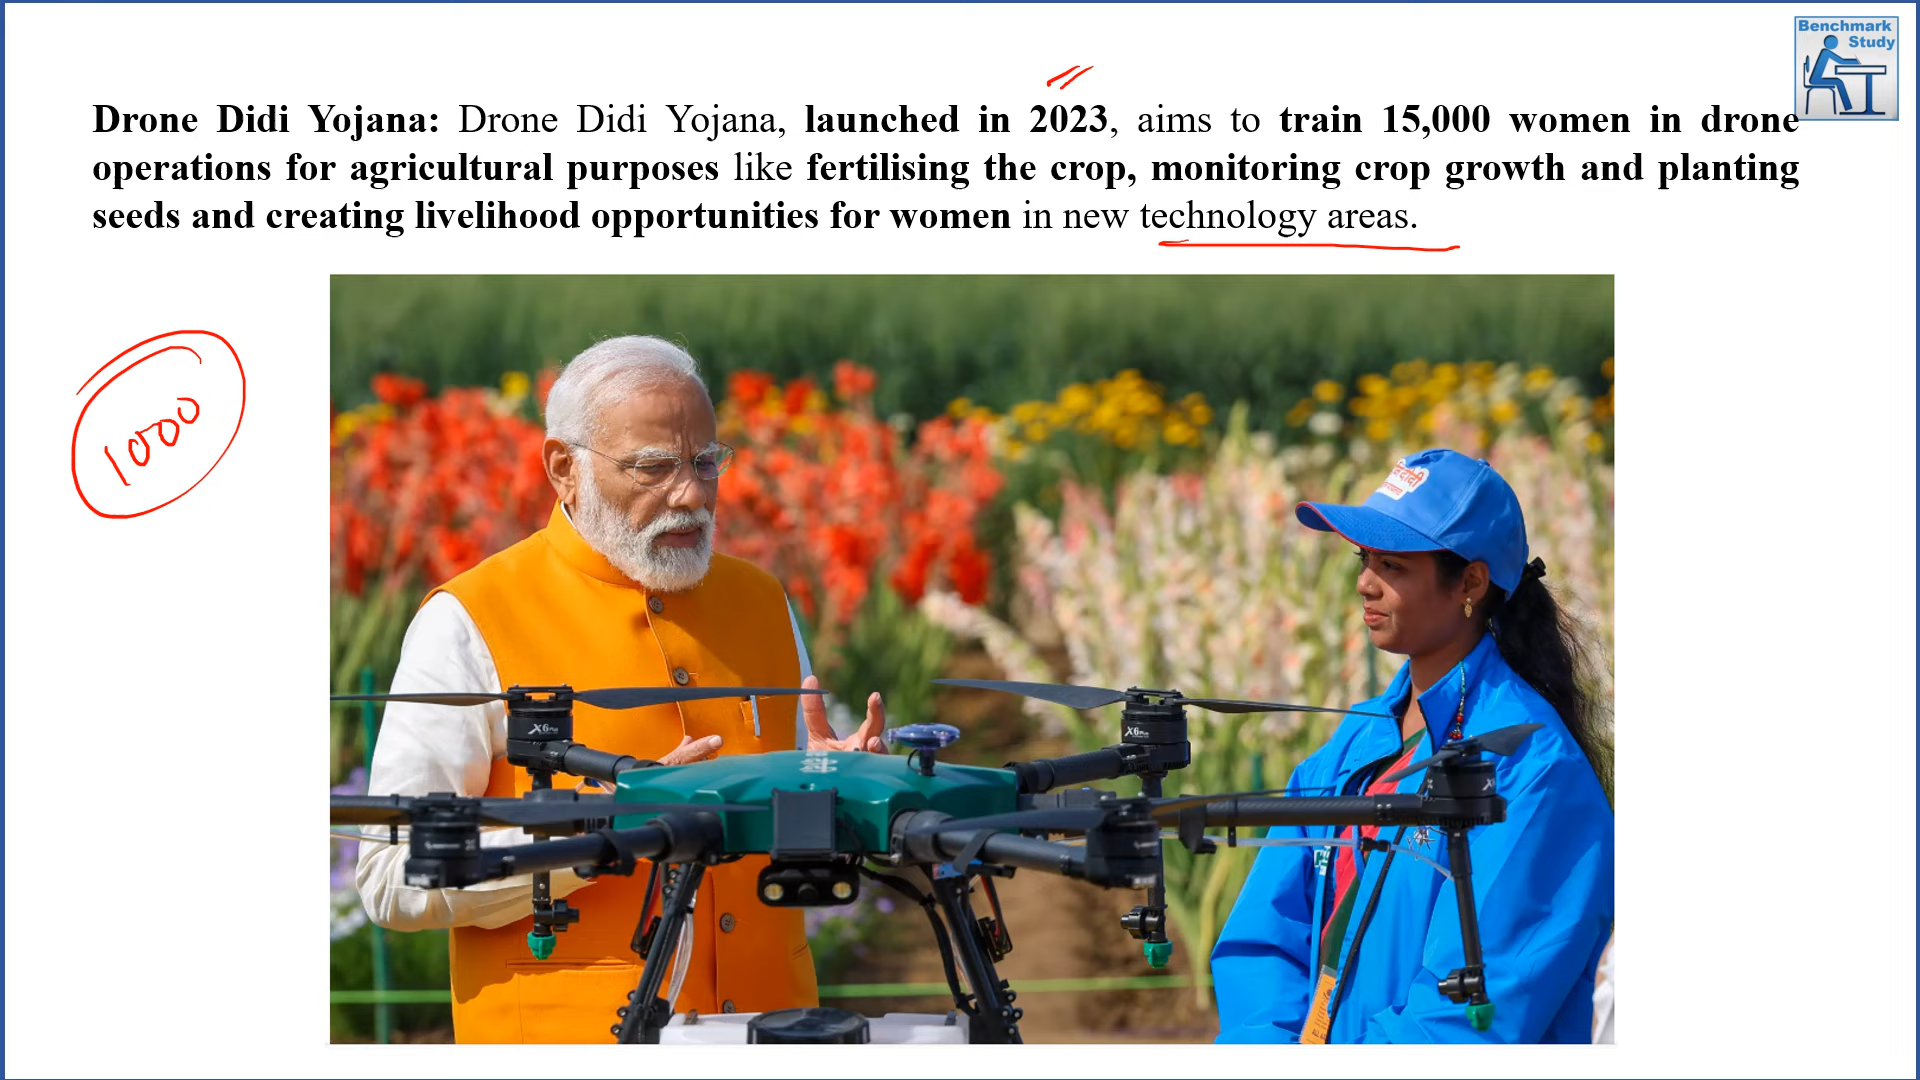 Benchmark
Study
Drone Didi Yojana: Drone Didi Yojana, launched in 2023, aims to train 15,000 women in drone
operations for agricultural purposes like fertilising the crop, monitoring crop growth and planting
seeds and creating livelihood opportunities for women in new technology areas.
1000
X6
X6